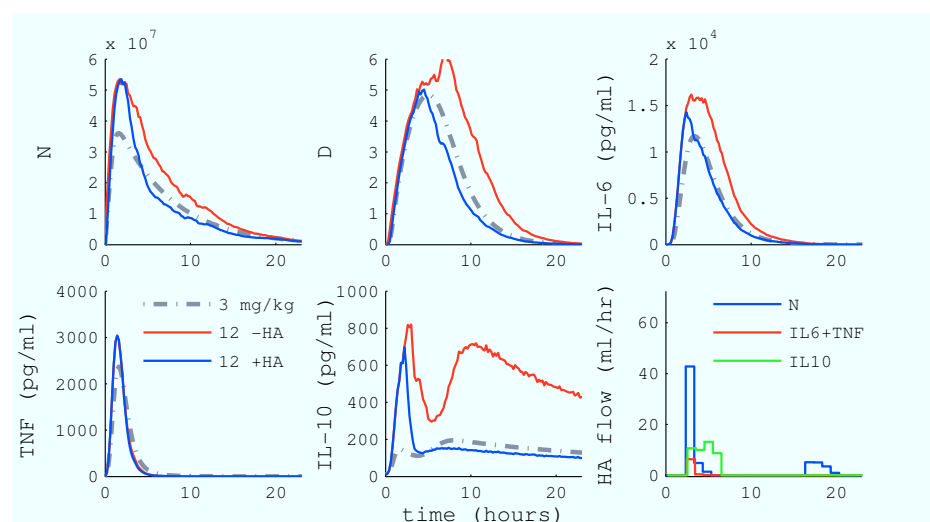 x 10^7
6
5
4
3
2
1
0
N
0 10 20
6
5
4
3
2
1
0
D
0 10 20
x 10^4
2
1.5
1
0.5
0
IL-6 (pg/ml)
0 10 20
4000
3000
2000
1000
0
TNF (pg/ml)
3 mg/kg
12 -HA
12 +HA
0 10 20
1000
800
600
400
200
0
IL-10 (pg/ml)
0 10 20
time (hours)
60
40
20
0
HA flow (ml/hr)
N
IL6+TNF
IL10
0 10 20